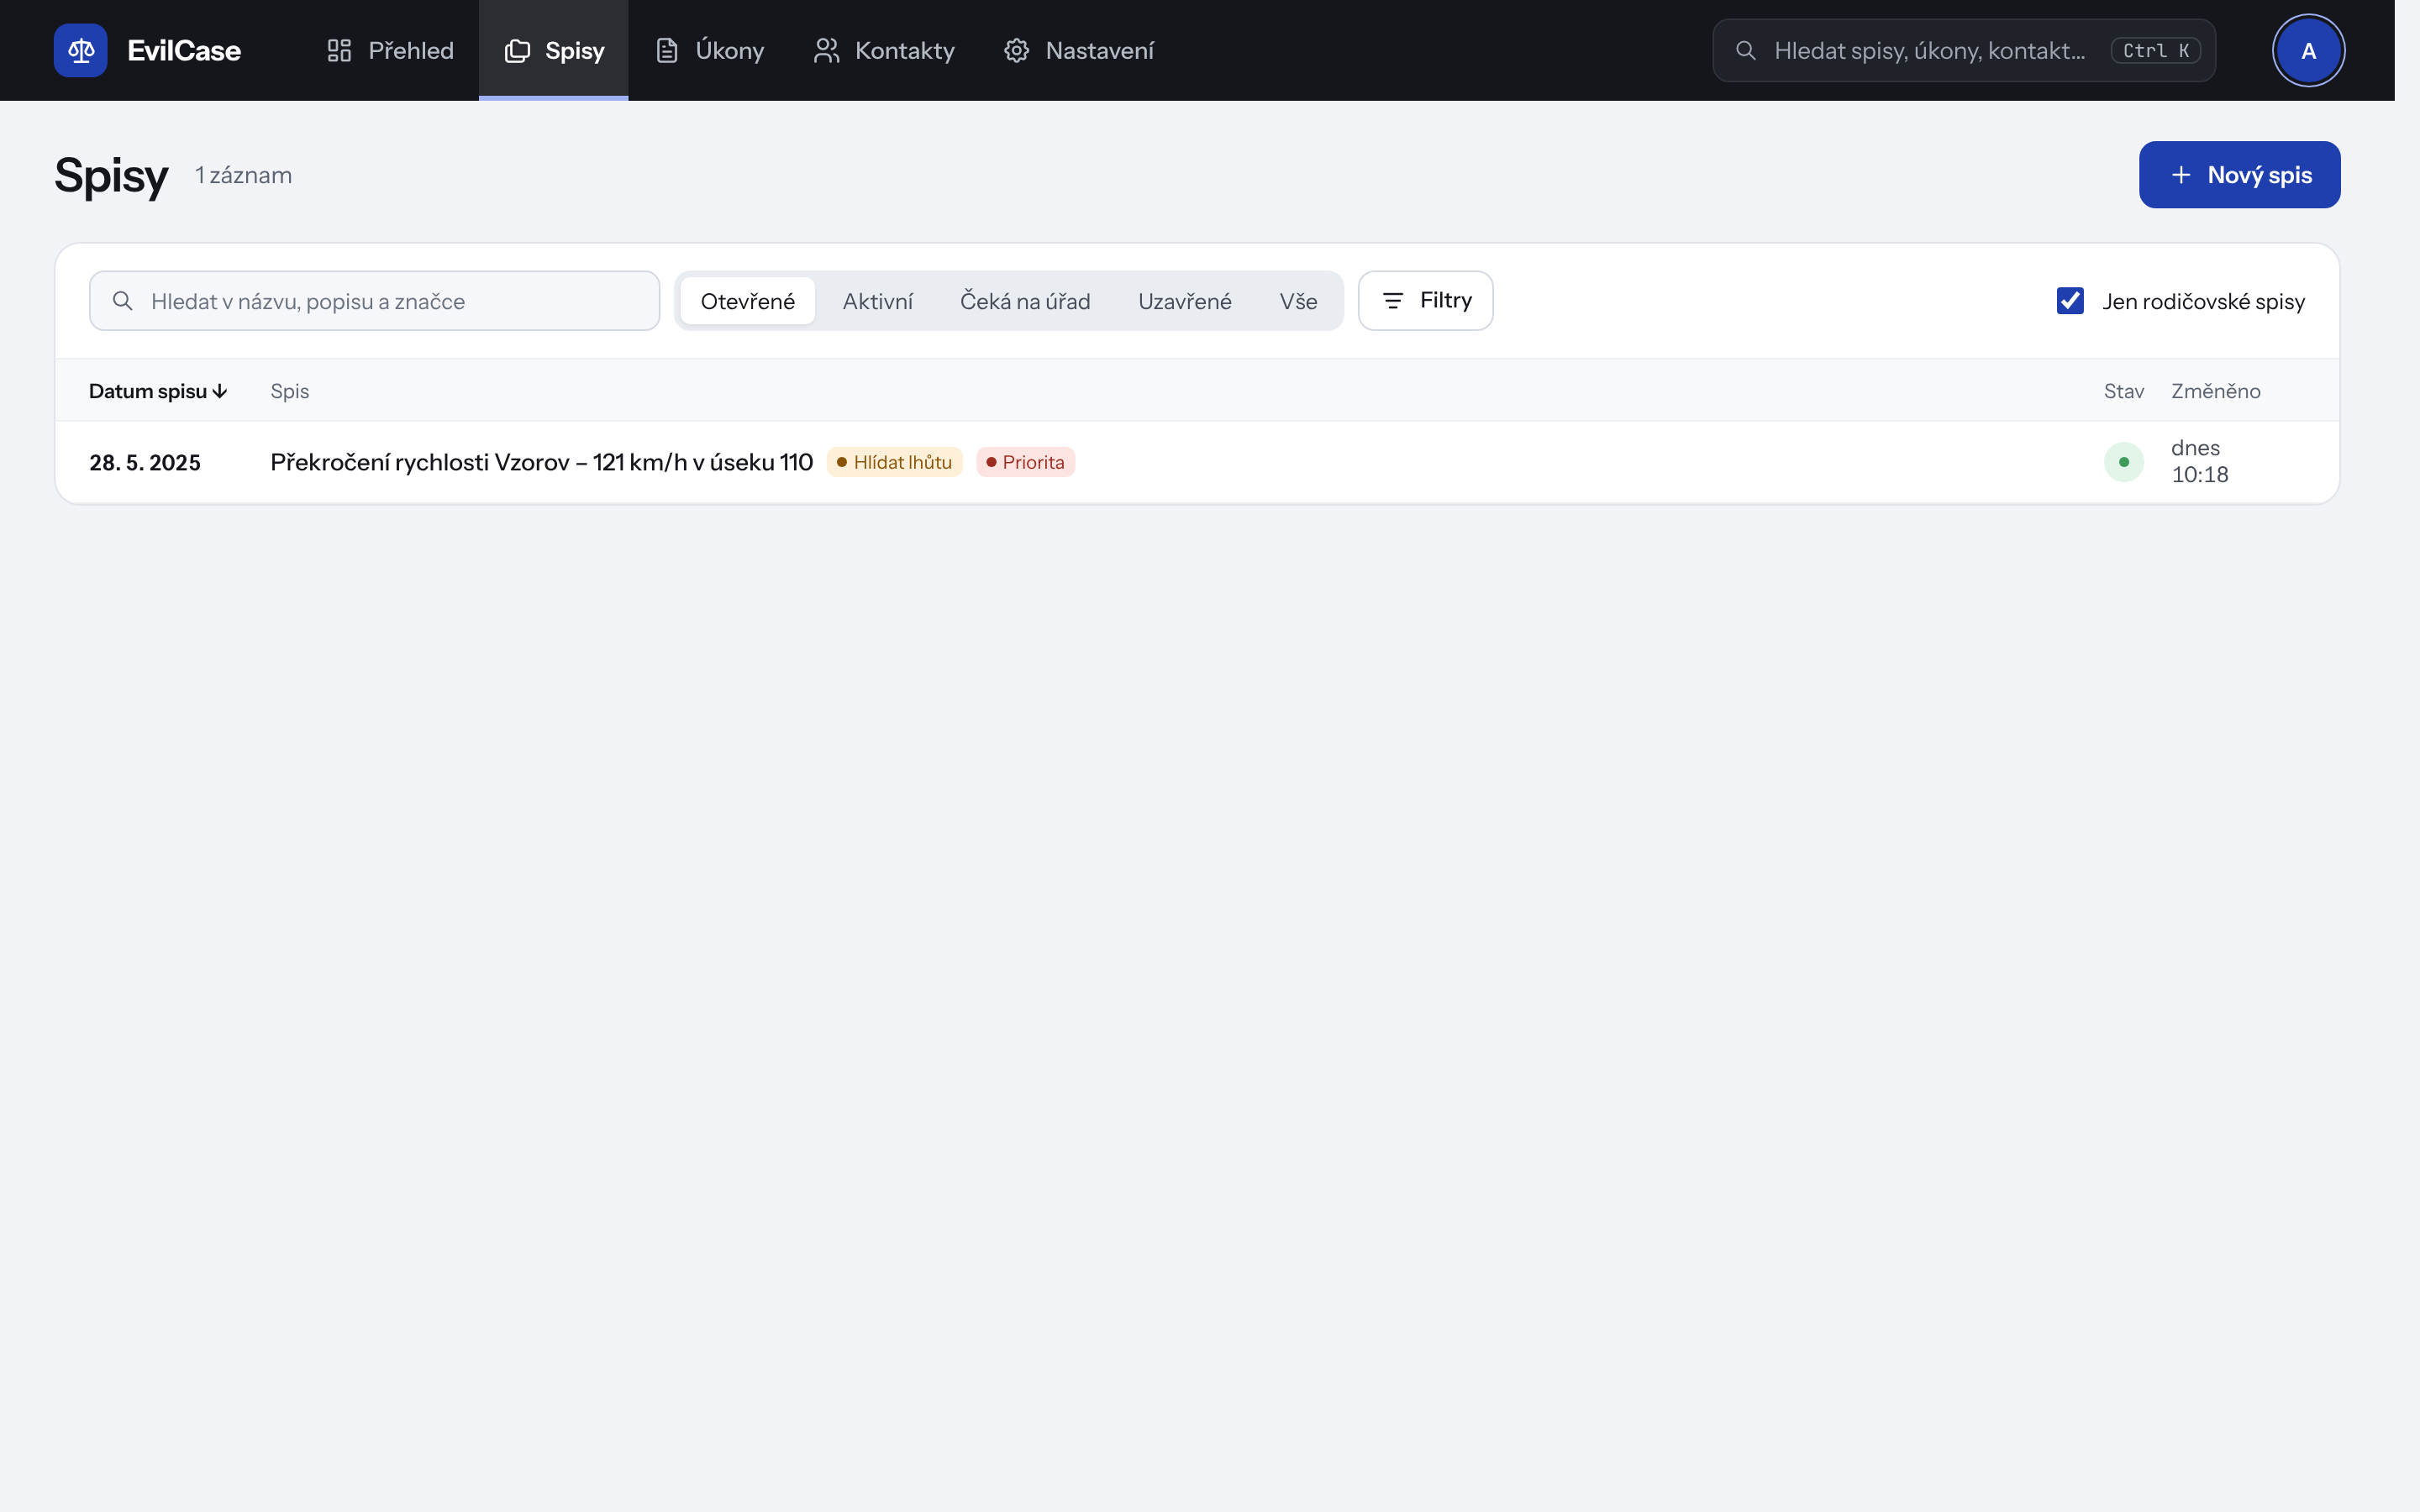 EvilCase Přehled Spisy Úkony Kontakty Nastavení Hledat spisy, úkony, kontakt... Ctrl K A
Spisy 1 záznam Nový spis
Hledat v názvu, popisu a značce Otevřené Aktivní Čeká na úřad Uzavřené Vše Filtry Jen rodičovské spisy
Datum spisu Spis Stav Změněno
28. 5. 2025 Překročení rychlosti Vzorov – 121 km/h v úseku 110 Hlídat lhůtu Priorita dnes
10:18